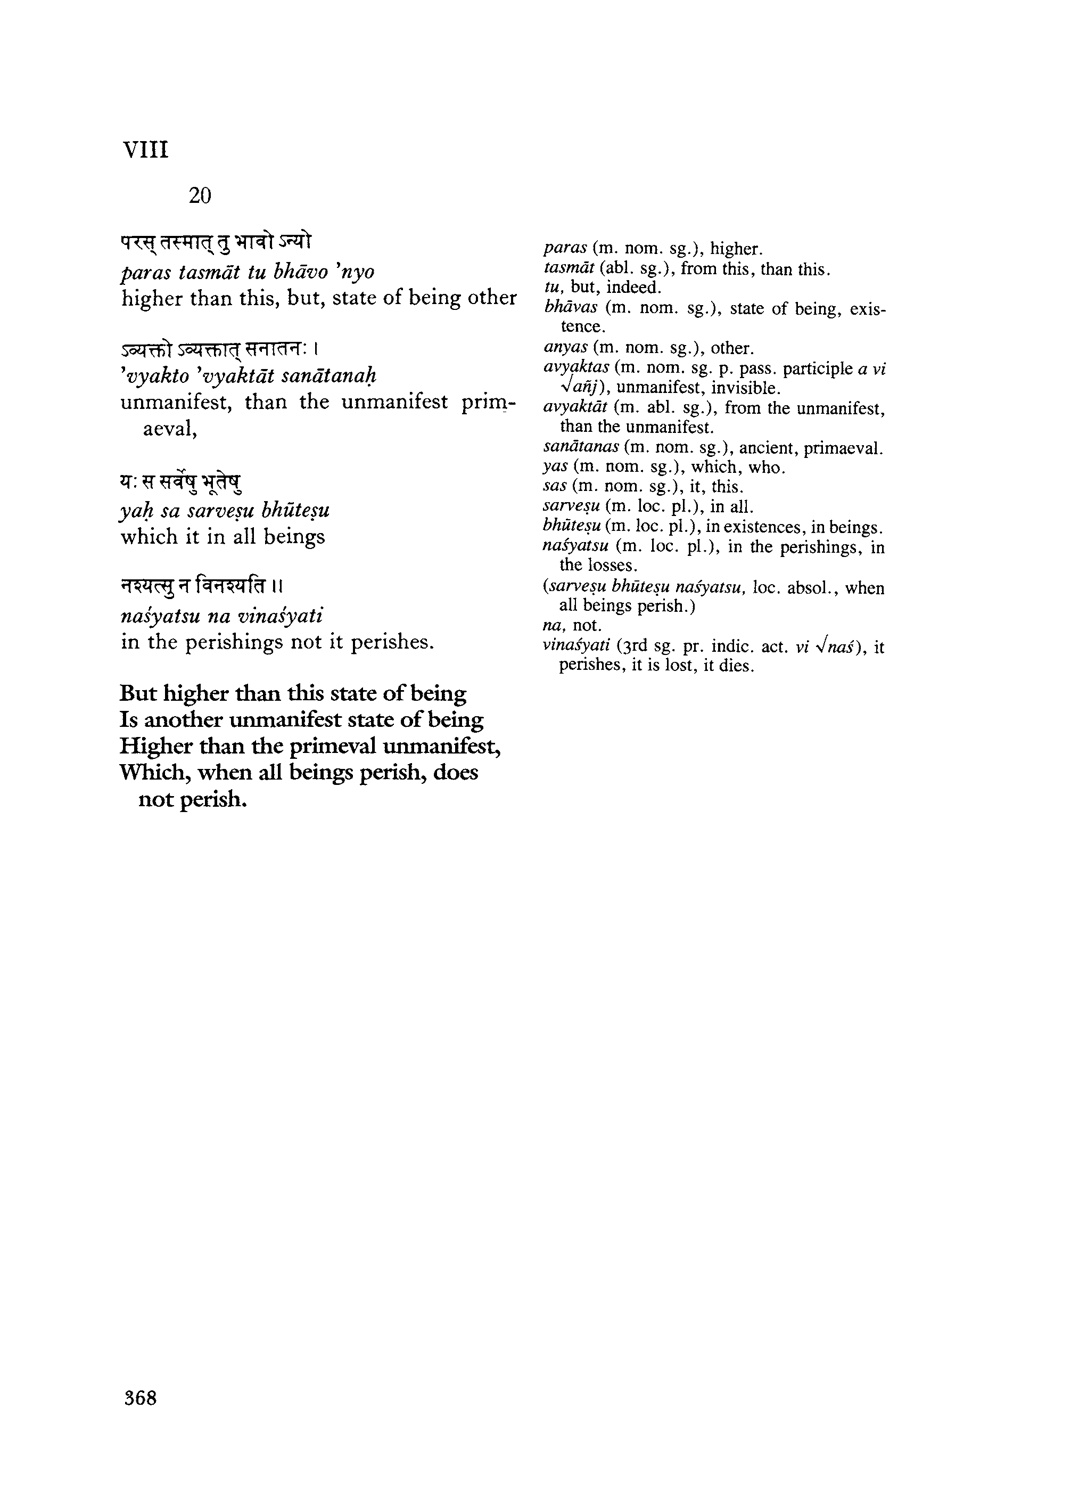 VIII
20
परस् तस्मात् तु भावो ऽन्यो
paras tasmāt tu bhāvo ’nyo
higher than this, but, state of being other
ऽव्यक्तो ऽव्यक्तात् सनातनः ।
’vyakto ’vyaktāt sanātanaḥ
unmanifest, than the unmanifest prim-
aeval,
यः स सर्वेषु भूतेषु
yaḥ sa sarveṣu bhūteṣu
which it in all beings
नश्यत्सु न विनश्यति ॥
naśyatsu na vinaśyati
in the perishings not it perishes.
But higher than this state of being
Is another unmanifest state of being
Higher than the primeval unmanifest,
Which, when all beings perish, does
not perish.
paras (m. nom. sg.), higher.
tasmāt (abl. sg.), from this, than this.
tu, but, indeed.
bhāvas (m. nom. sg.), state of being, exis-
tence.
anyas (m. nom. sg.), other.
avyaktas (m. nom. sg. p. pass. participle a vi
√añj), unmanifest, invisible.
avyaktāt (m. abl. sg.), from the unmanifest,
than the unmanifest.
sanātanas (m. nom. sg.), ancient, primaeval.
yas (m. nom. sg.), which, who.
sas (m. nom. sg.), it, this.
sarveṣu (m. loc. pl.), in all.
bhūteṣu (m. loc. pl.), in existences, in beings.
naśyatsu (m. loc. pl.), in the perishings, in
the losses.
(sarveṣu bhūteṣu naśyatsu, loc. absol., when
all beings perish.)
na, not.
vinaśyati (3rd sg. pr. indic. act. vi √naś), it
perishes, it is lost, it dies.
368